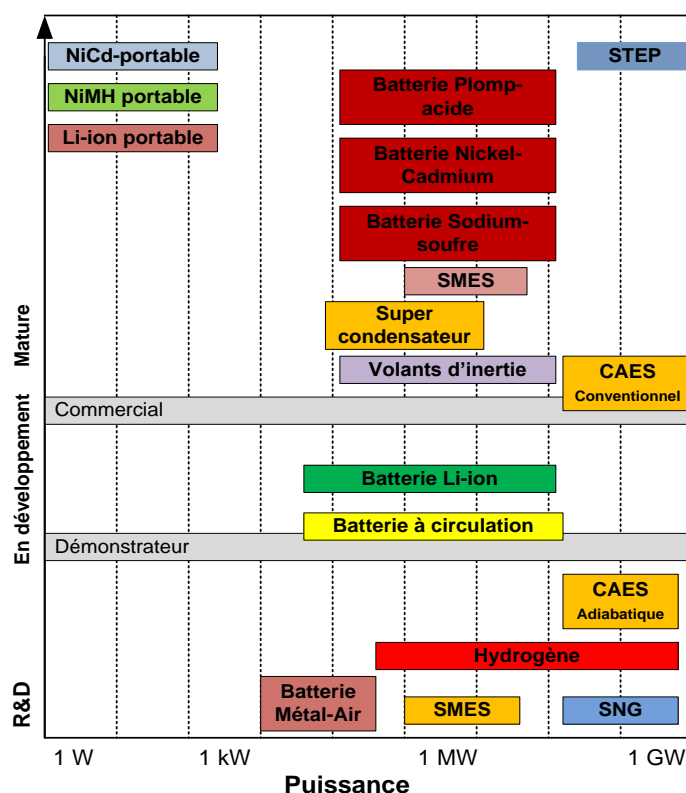 NiCd-portable
STEP
NiMH portable
Batterie Plomp-
acide
Li-ion portable
Batterie Nickel-
Cadmium
Batterie Sodium-
soufre
SMES
Super
condensateur
Volants d’inertie
CAES
Conventionnel
Mature
Commercial
En développement
Batterie Li-ion
Batterie à circulation
Démonstrateur
CAES
Adiabatique
Hydrogène
R&D
Batterie
Métal-Air
SMES
SNG
1 W
1 kW
1 MW
1 GW
Puissance